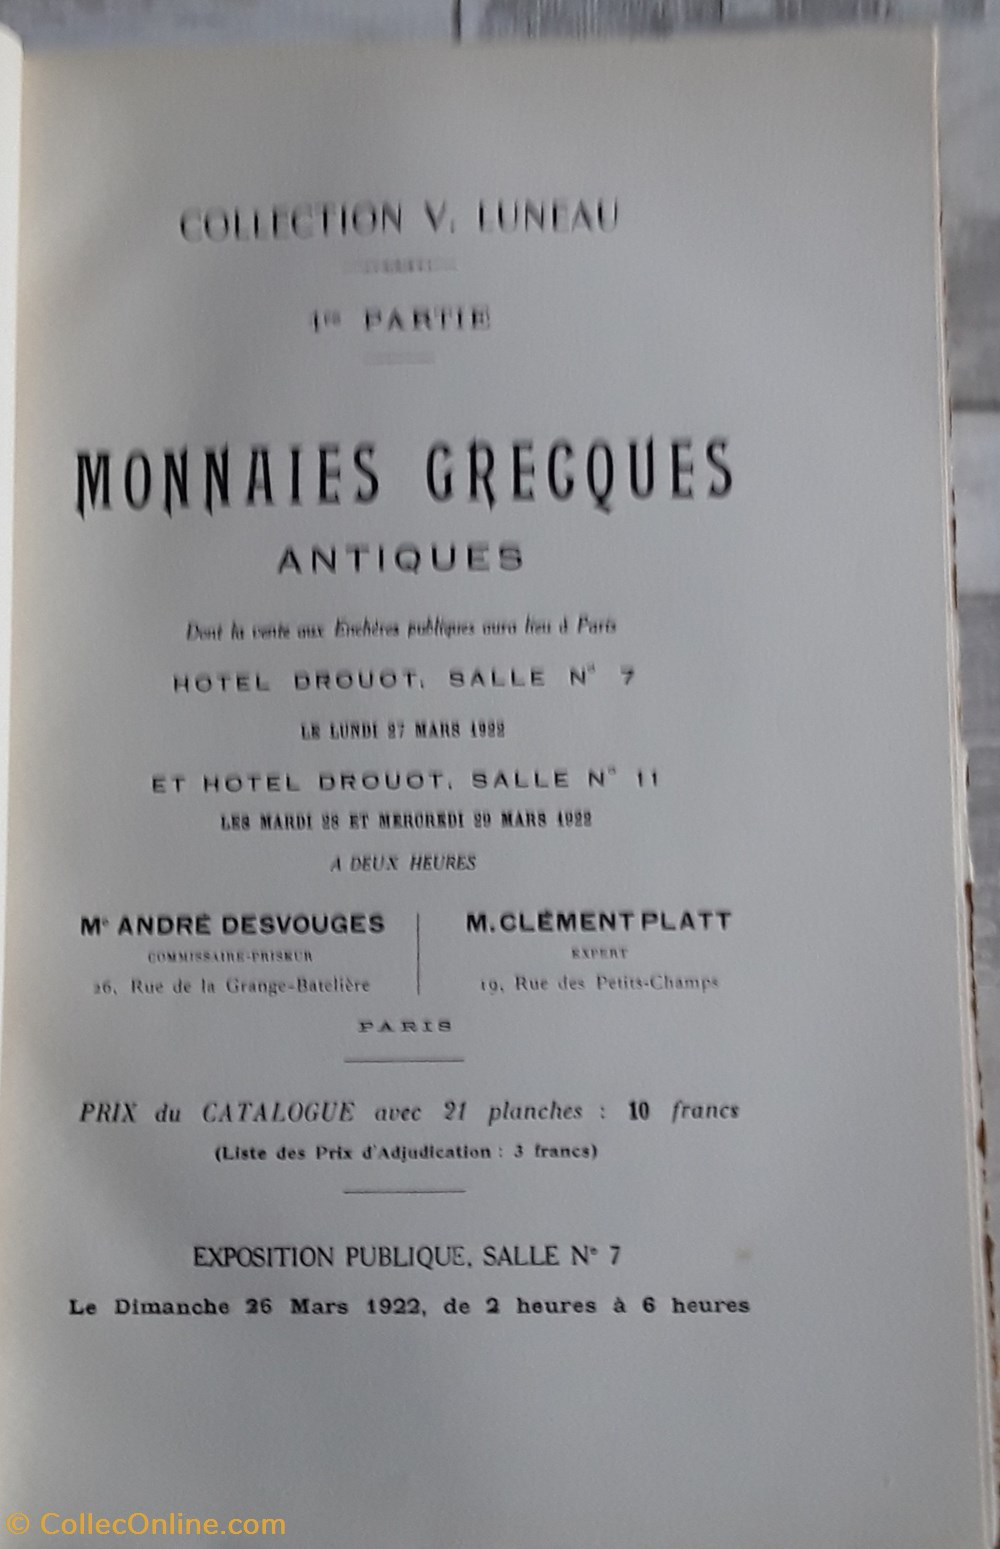 COLLECTION V. LUNEAU
1re PARTIE
MONNAIES GRECQUES
ANTIQUES
Dont la vente aux Enchères publiques aura lieu à Paris
HOTEL DROUOT, SALLE No 7
LE LUNDI 27 MARS 1922
ET HOTEL DROUOT, SALLE No 11
LES MARDI 28 ET MERCREDI 29 MARS 1922
A DEUX HEURES
Me ANDRÉ DESVOUGES
COMMISSAIRE-PRISEUR
26, Rue de la Grange-Batelière
M. CLÉMENT PLATT
EXPERT
19, Rue des Petits-Champs
PARIS
PRIX du CATALOGUE avec 21 planches : 10 francs
(Liste des Prix d'Adjudication : 3 francs)
EXPOSITION PUBLIQUE, SALLE No 7
Le Dimanche 26 Mars 1922, de 2 heures à 6 heures
© CollecOnline.com